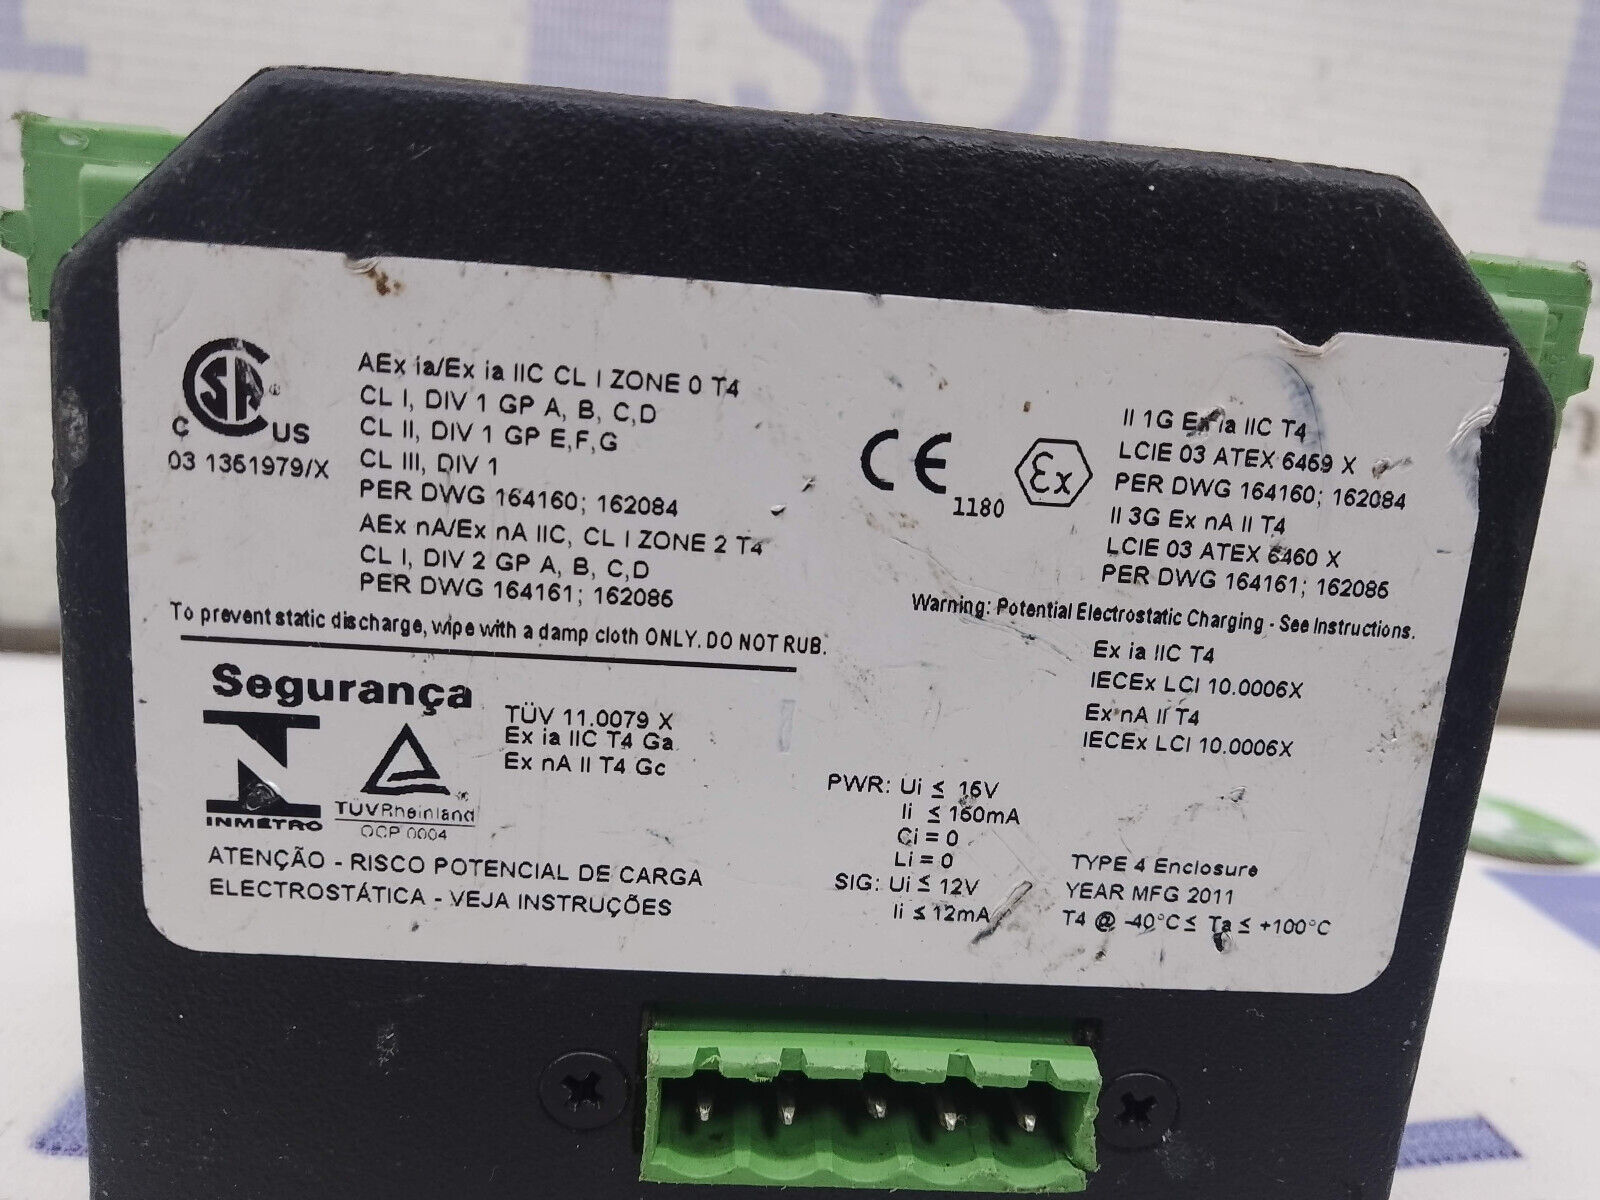 SA
C US
03 1351979/X
AEx ia/Ex ia IIC CL I ZONE 0 T4
CL I, DIV 1 GP A, B, C,D
CL II, DIV 1 GP E,F,G
CL III, DIV 1
PER DWG 164160; 162084
AEx nA/Ex nA IIC, CL I ZONE 2 T4
CL I, DIV 2 GP A, B, C,D
PER DWG 164161; 162085
To prevent static discharge, wipe with a damp cloth ONLY. DO NOT RUB.
CE 1180
Ex
II 1G Ex ia IIC T4
LCIE 03 ATEX 6459 X
PER DWG 164160; 162084
II 3G Ex nA II T4
LCIE 03 ATEX 6460 X
PER DWG 164161; 162085
Warning: Potential Electrostatic Charging - See Instructions.
Ex ia IIC T4
IECEx LCI 10.0006X
Ex nA II T4
IECEx LCI 10.0006X
Segurança
INMETRO
TÜVRheinland
OCP 0004
TÜV 11.0079 X
Ex ia IIC T4 Ga
Ex nA II T4 Gc
ATENÇÃO - RISCO POTENCIAL DE CARGA
ELECTROSTÁTICA - VEJA INSTRUÇÕES
PWR: Ui ≤ 16V
Ii ≤ 160mA
Ci = 0
Li = 0
SIG: Ui ≤ 12V
Ii ≤ 12mA
TYPE 4 Enclosure
YEAR MFG 2011
T4 @ -40°C ≤ Ta ≤ +100°C